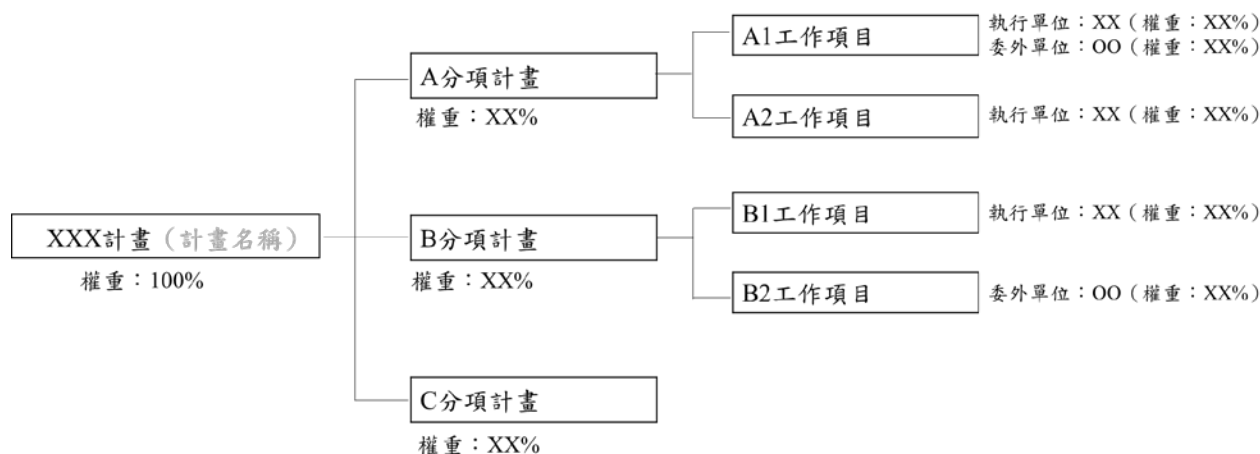 XXX計畫（計畫名稱）
權重：100%
A分項計畫
權重：XX%
A1工作項目
執行單位：XX（權重：XX%）
委外單位：OO（權重：XX%）
A2工作項目
執行單位：XX（權重：XX%）
B分項計畫
權重：XX%
B1工作項目
執行單位：XX（權重：XX%）
B2工作項目
委外單位：OO（權重：XX%）
C分項計畫
權重：XX%